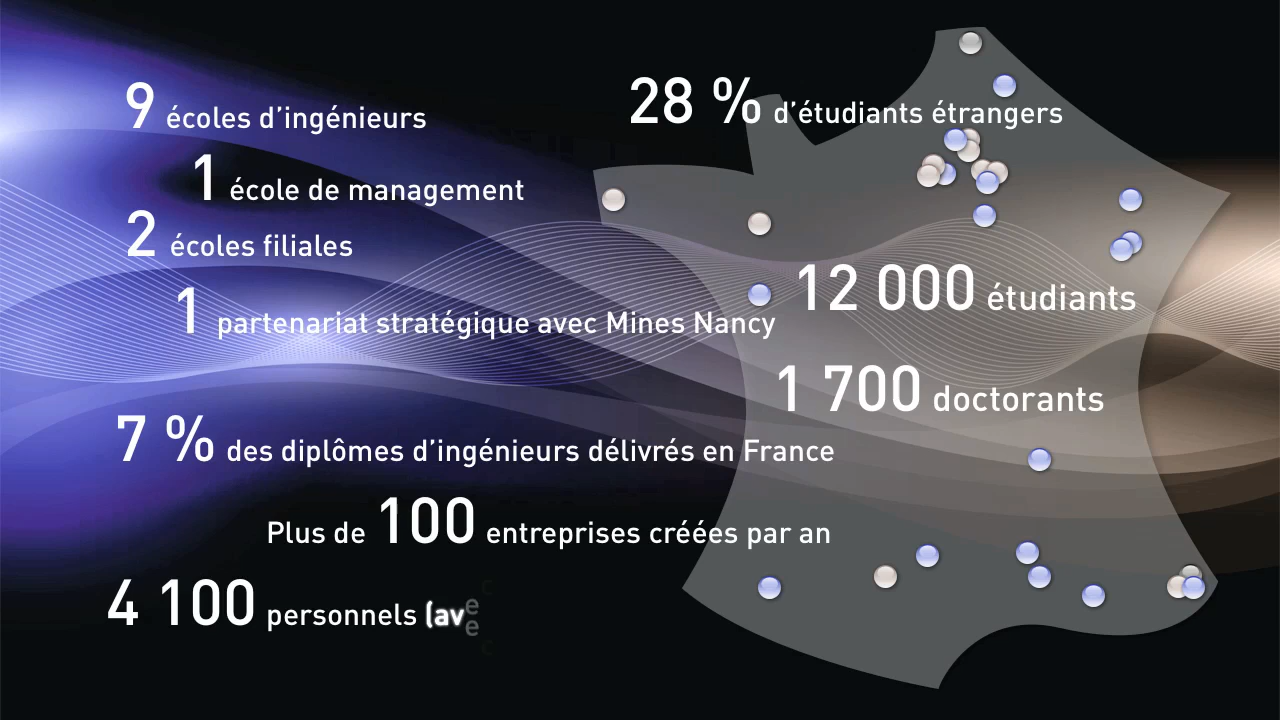 9 écoles d'ingénieurs
1 école de management
2 écoles filiales
1 partenariat stratégique avec Mines Nancy
7 % des diplômes d'ingénieurs délivrés en France
Plus de 100 entreprises créées par an
4 100 personnels (av
28 % d'étudiants étrangers
12 000 étudiants
1 700 doctorants